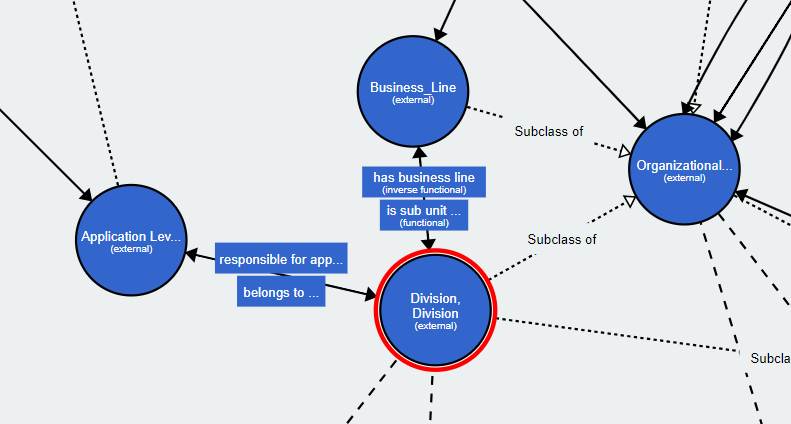 Business_Line
(external)
Subclass of
Organizational...
(external)
has business line
(inverse functional)
is sub unit ...
(functional)
Application Lev...
(external)
Subclass of
responsible for app...
belongs to ...
Division,
Division
(external)
Subcla